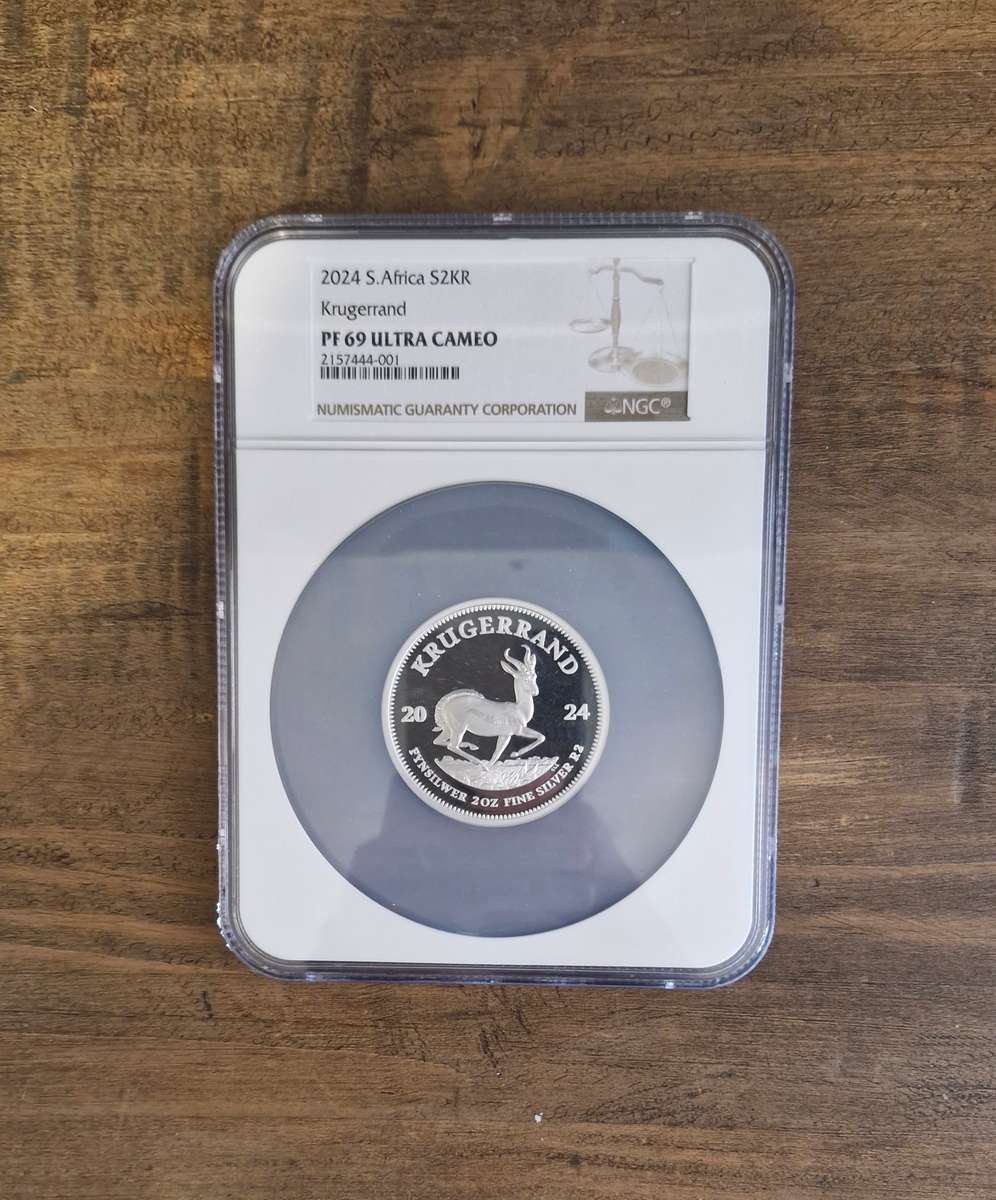 2024 S.Africa S2KR
Krugerrand
PF 69 ULTRA CAMEO
2157444-001
NUMISMATIC GUARANTY CORPORATION
NGC®
KRUGERRAND
20 24
FYNSILWER 2OZ FINE SILVER R2